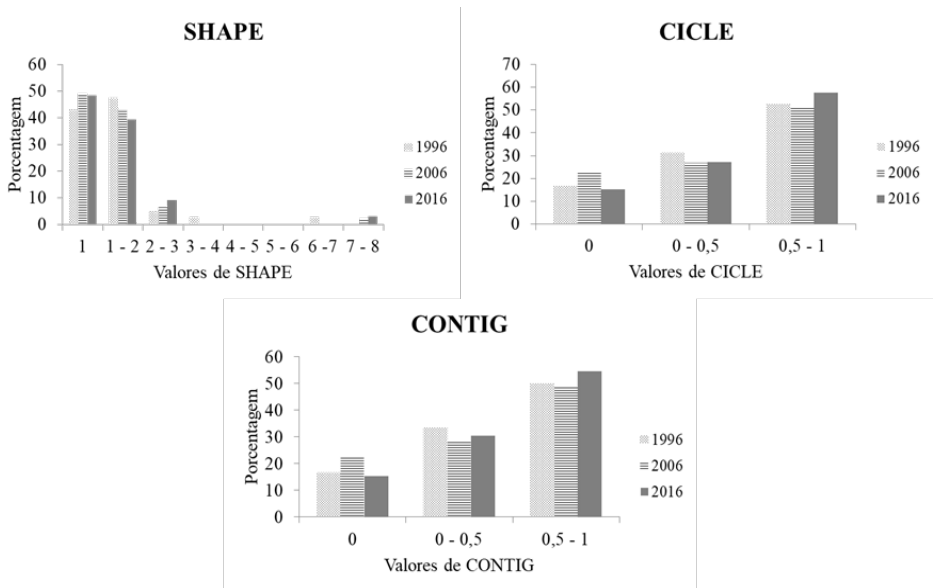 SHAPE
60
50
40
30
20
10
0
Porcentagem
1 1 - 2 2 - 3 3 - 4 4 - 5 5 - 6 6 -7 7 - 8
Valores de SHAPE
1996
2006
2016
CICLE
70
60
50
40
30
20
10
0
Porcentagem
0 0 - 0,5 0,5 - 1
Valores de CICLE
1996
2006
2016
CONTIG
60
50
40
30
20
10
0
Porcentagem
0 0 - 0,5 0,5 - 1
Valores de CONTIG
1996
2006
2016